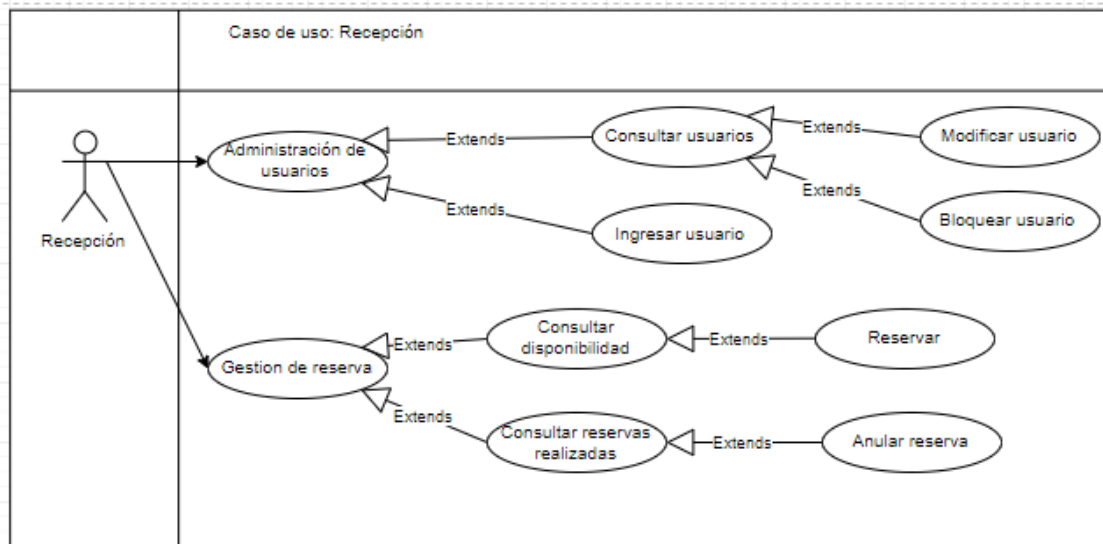 Caso de uso: Recepción
Recepción
Administración de
usuarios
Extends
Consultar usuarios
Extends
Modificar usuario
Extends
Bloquear usuario
Extends
Ingresar usuario
Gestion de reserva
Extends
Consultar
disponibilidad
Extends
Reservar
Extends
Consultar reservas
realizadas
Extends
Anular reserva